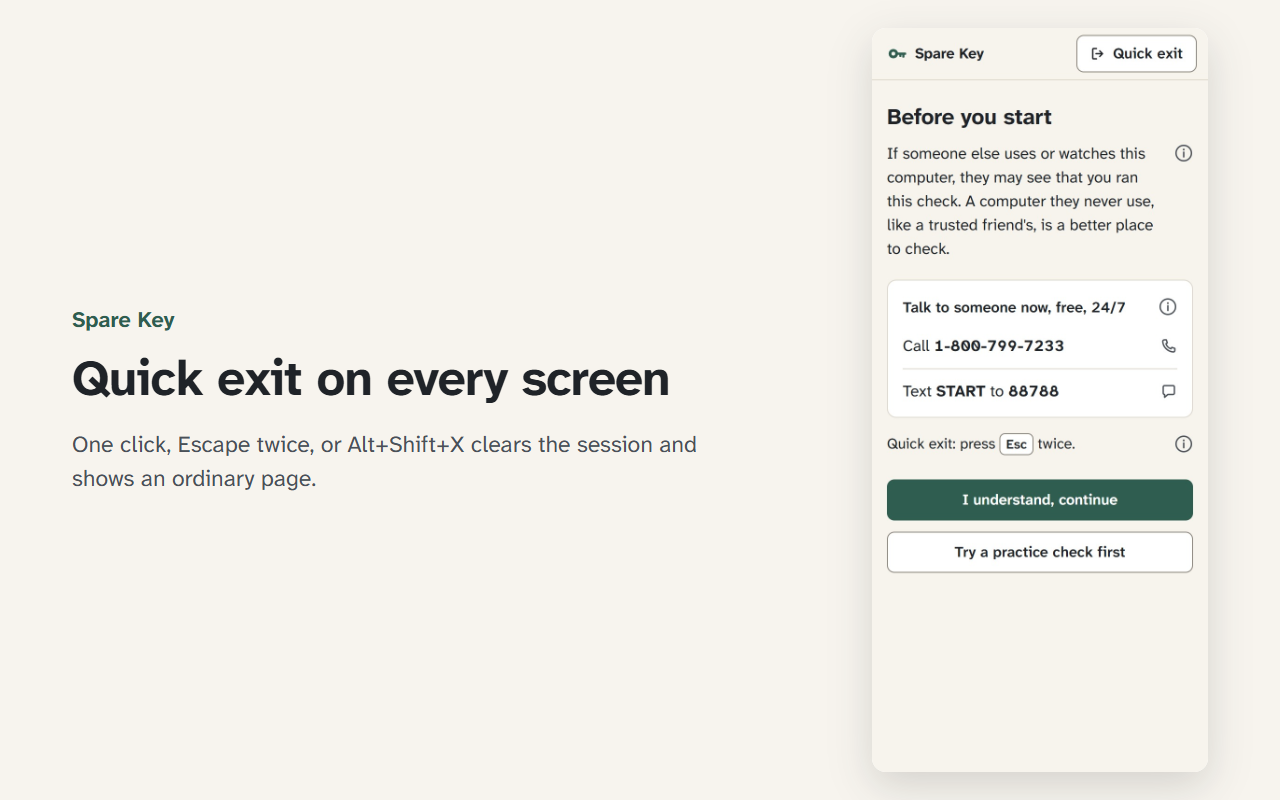 Spare Key
Quick exit on every screen
One click, Escape twice, or Alt+Shift+X clears the session and
shows an ordinary page.
Spare Key
Quick exit
Before you start
If someone else uses or watches this
computer, they may see that you ran
this check. A computer they never use,
like a trusted friend's, is a better place
to check.
Talk to someone now, free, 24/7
Call 1-800-799-7233
Text START to 88788
Quick exit: press Esc twice.
I understand, continue
Try a practice check first